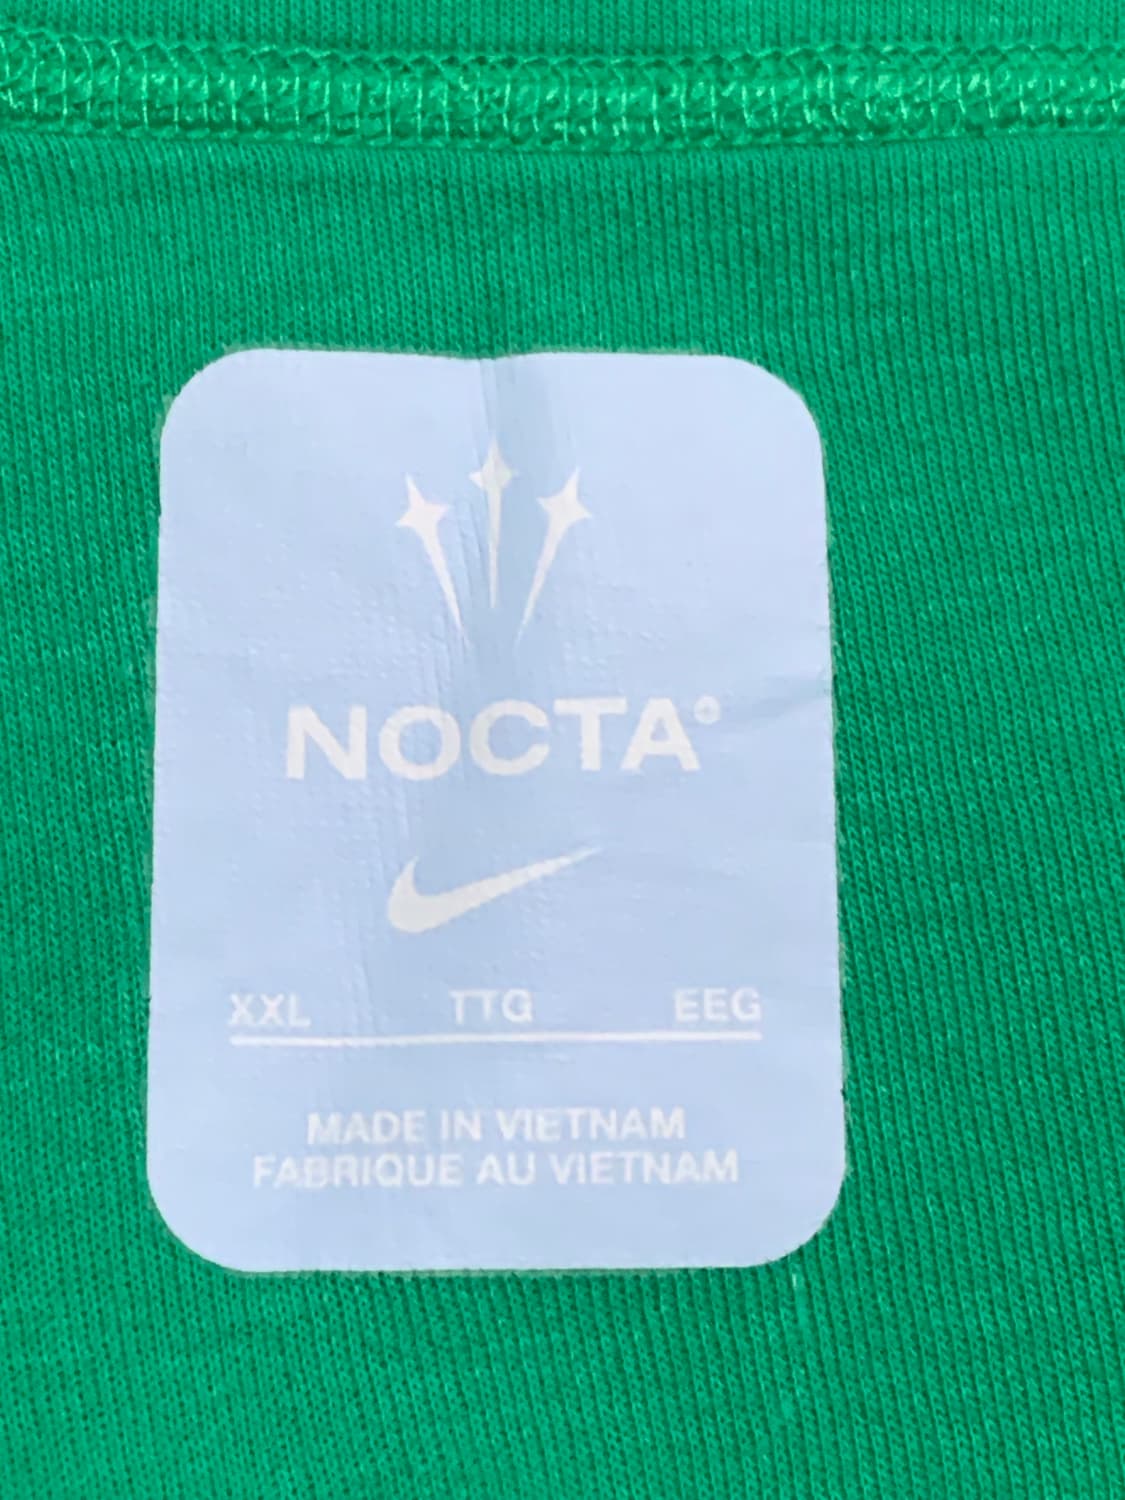 NOCTA®
XXL TTG EEG
MADE IN VIETNAM
FABRIQUE AU VIETNAM